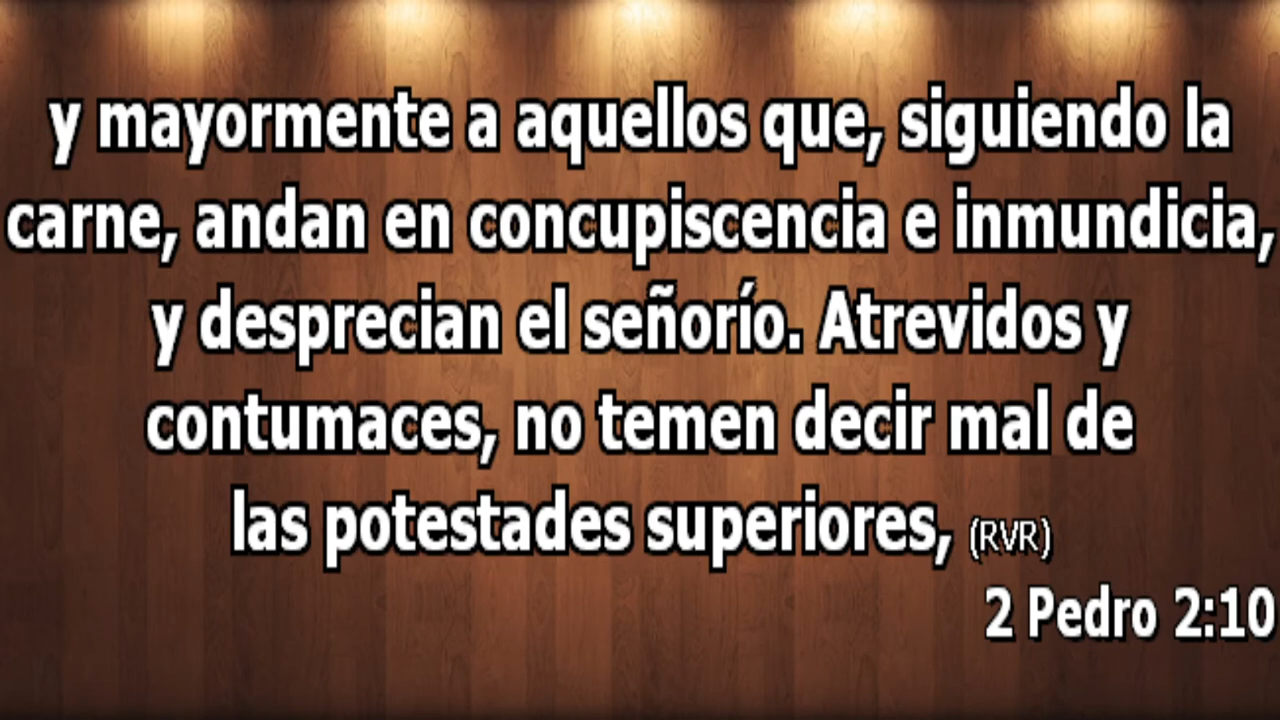 y mayormente a aquellos que, siguiendo la
carne, andan en concupiscencia e inmundicia,
y desprecian el señorío. Atrevidos y
contumaces, no temen decir mal de
las potestades superiores, (RVR)
2 Pedro 2:10